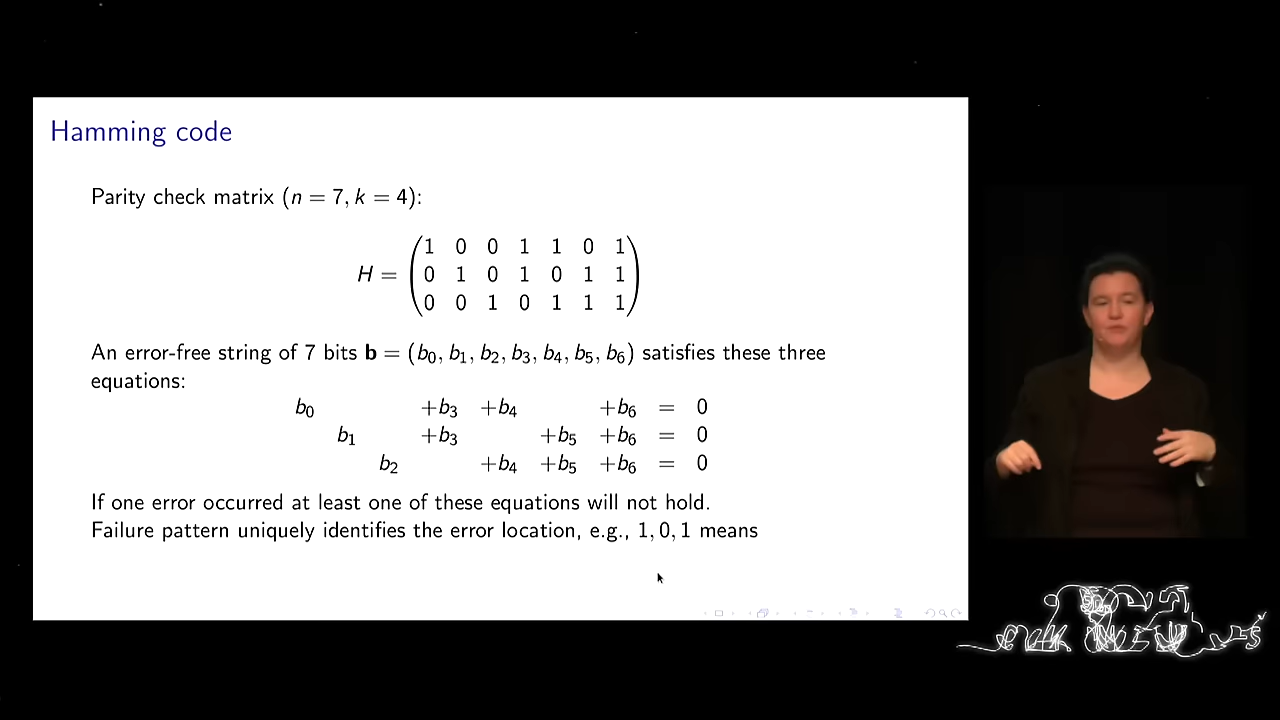 Hamming code
Parity check matrix (n = 7, k = 4):
H = (1 0 0 1 1 0 1
0 1 0 1 0 1 1
0 0 1 0 1 1 1)
An error-free string of 7 bits b = (b₀, b₁, b₂, b₃, b₄, b₅, b₆) satisfies these three
equations:
b₀ +b₃ +b₄ +b₆ = 0
b₁ +b₃ +b₅ +b₆ = 0
b₂ +b₄ +b₅ +b₆ = 0
If one error occurred at least one of these equations will not hold.
Failure pattern uniquely identifies the error location, e.g., 1, 0, 1 means